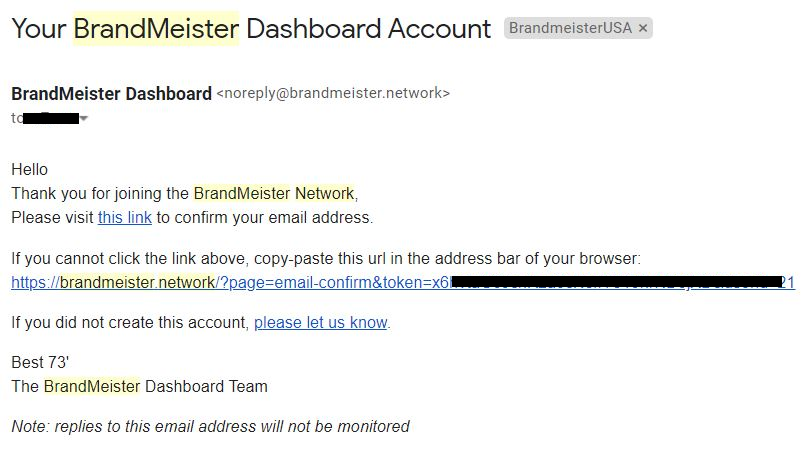 Your BrandMeister Dashboard Account BrandmeisterUSA ×
BrandMeister Dashboard <noreply@brandmeister.network>
to
Hello
Thank you for joining the BrandMeister Network,
Please visit this link to confirm your email address.
If you cannot click the link above, copy-paste this url in the address bar of your browser:
https://brandmeister.network/?page=email-confirm&token=x6 21
If you did not create this account, please let us know.
Best 73'
The BrandMeister Dashboard Team
Note: replies to this email address will not be monitored